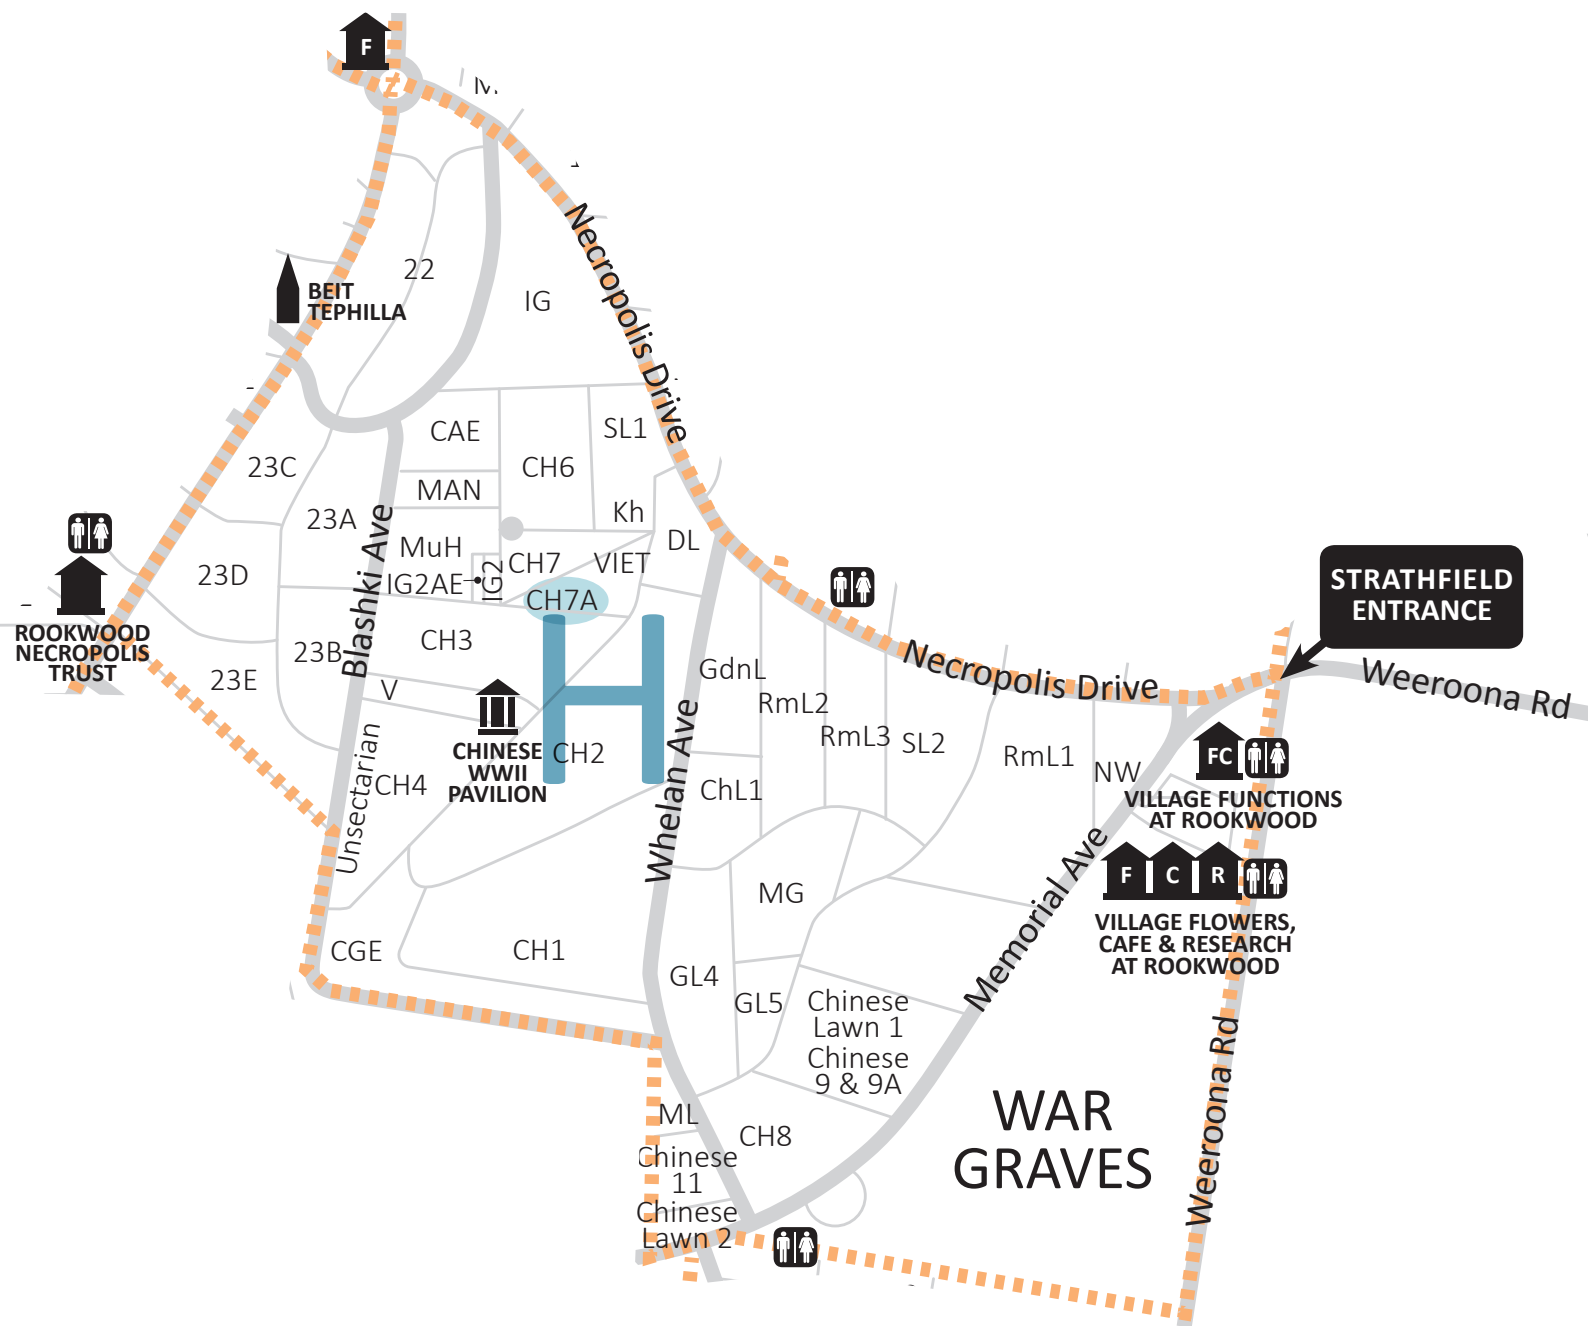 F
BEIT
TEPHILLA
22
IG
Necropolis Drive
CAE
SL1
CH6
23C
MAN
Kh
23A
MuH
DL
CH7
VIET
IG2AE
IG2
23D
CH7A
Blashki Ave
ROOKWOOD
NECROPOLIS
TRUST
STRATHFIELD
ENTRANCE
CH3
23B
23E
V
H
GdnL
RmL2
RmL3
SL2
Necropolis Drive
Weeroona Rd
RmL1
NW
CHINESE
WWII
PAVILION
CH2
CH4
Unsectarian
Whelan Ave
ChL1
FC
VILLAGE FUNCTIONS
AT ROOKWOOD
F C R
VILLAGE FLOWERS,
CAFE & RESEARCH
AT ROOKWOOD
MG
Memorial Ave
CGE
CH1
GL4
GL5
Chinese
Lawn 1
Chinese
9 & 9A
Weeroona Rd
ML
CH8
WAR
GRAVES
Chinese
11
Chinese
Lawn 2